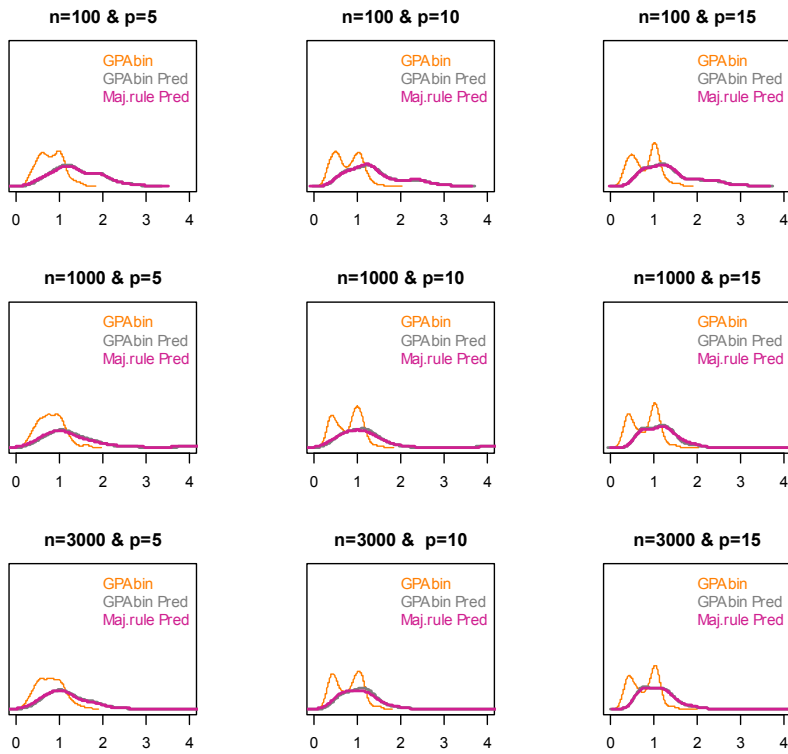 n=100 & p=5
GPAbin
GPAbin Pred
Maj.rule Pred
0 1 2 3 4
n=100 & p=10
GPAbin
GPAbin Pred
Maj.rule Pred
0 1 2 3 4
n=100 & p=15
GPAbin
GPAbin Pred
Maj.rule Pred
0 1 2 3 4
n=1000 & p=5
GPAbin
GPAbin Pred
Maj.rule Pred
0 1 2 3 4
n=1000 & p=10
GPAbin
GPAbin Pred
Maj.rule Pred
0 1 2 3 4
n=1000 & p=15
GPAbin
GPAbin Pred
Maj.rule Pred
0 1 2 3 4
n=3000 & p=5
GPAbin
GPAbin Pred
Maj.rule Pred
0 1 2 3 4
n=3000 &  p=10
GPAbin
GPAbin Pred
Maj.rule Pred
0 1 2 3 4
n=3000 & p=15
GPAbin
GPAbin Pred
Maj.rule Pred
0 1 2 3 4